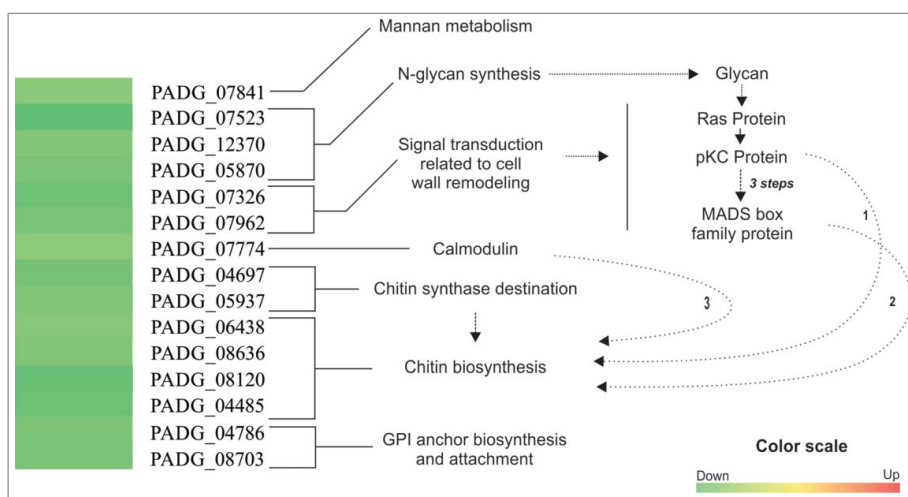 Mannan metabolism
PADG_07841
PADG_07523
PADG_12370
PADG_05870
PADG_07326
PADG_07962
PADG_07774
PADG_04697
PADG_05937
PADG_06438
PADG_08636
PADG_08120
PADG_04485
PADG_04786
PADG_08703
N-glycan synthesis
Signal transduction
related to cell
wall remodeling
Calmodulin
Chitin synthase destination
Chitin biosynthesis
GPI anchor biosynthesis
and attachment
Glycan
Ras Protein
pKC Protein
3 steps
MADS box
family protein
1
2
3
Color scale
Down Up